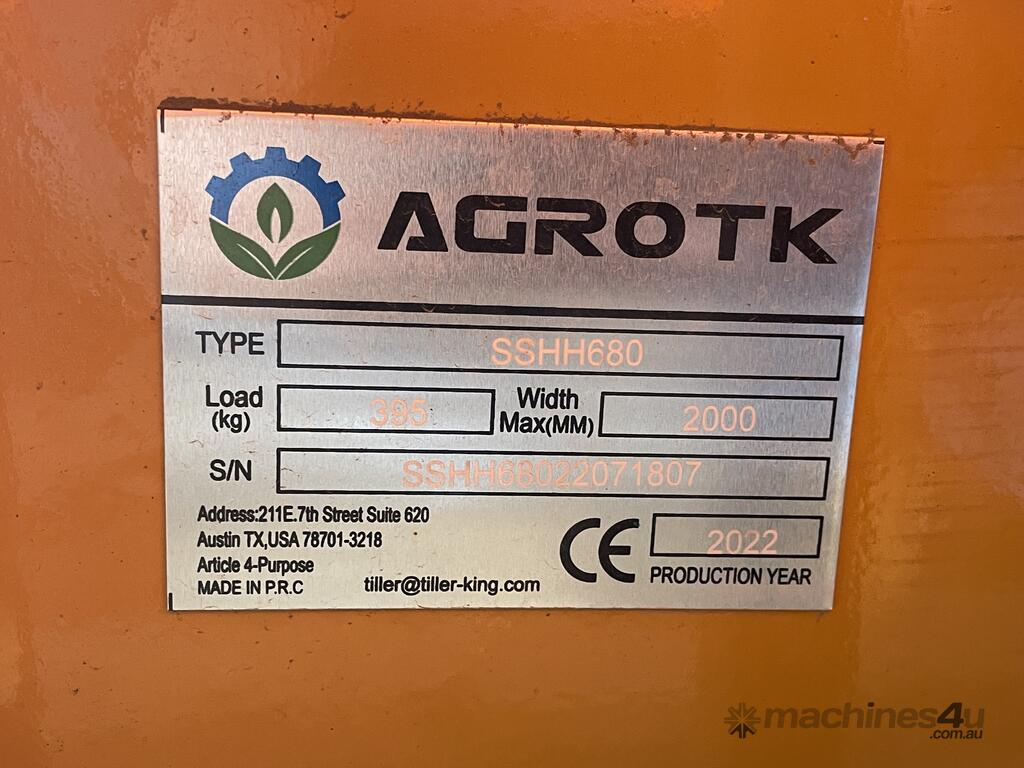 AGROTK
TYPE SSHH680
Load (kg) 395 Width Max(MM) 2000
S/N SSHH68022071807
Address:211E.7th Street Suite 620
Austin TX,USA 78701-3218
Article 4-Purpose
MADE IN P.R.C
tiller@tiller-king.com
CE 2022
PRODUCTION YEAR
machines4u
.com.au